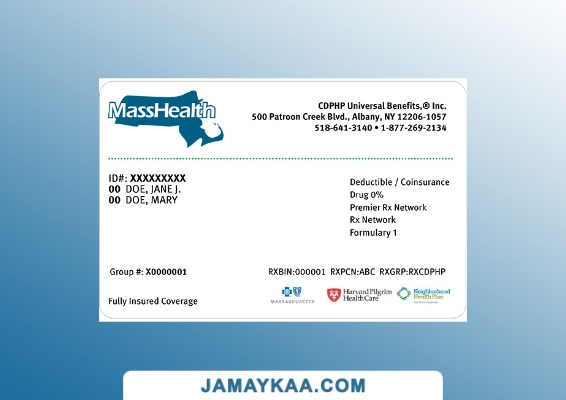 MassHealth
CDPHP Universal Benefits,® Inc.
500 Patroon Creek Blvd., Albany, NY 12206-1057
518-641-3140 • 1-877-269-2134
ID#: XXXXXXXXX
00 DOE, JANE J.
00 DOE, MARY
Deductible / Coinsurance
Drug 0%
Premier Rx Network
Rx Network
Formulary 1
Group #: X0000001
RXBIN:000001 RXPCN:ABC RXGRP:RXCDPHP
Fully Insured Coverage
MASSACHUSETTS
Harvard Pilgrim
HealthCare
Neighborhood
Health Plan
JAMAYKAA.COM